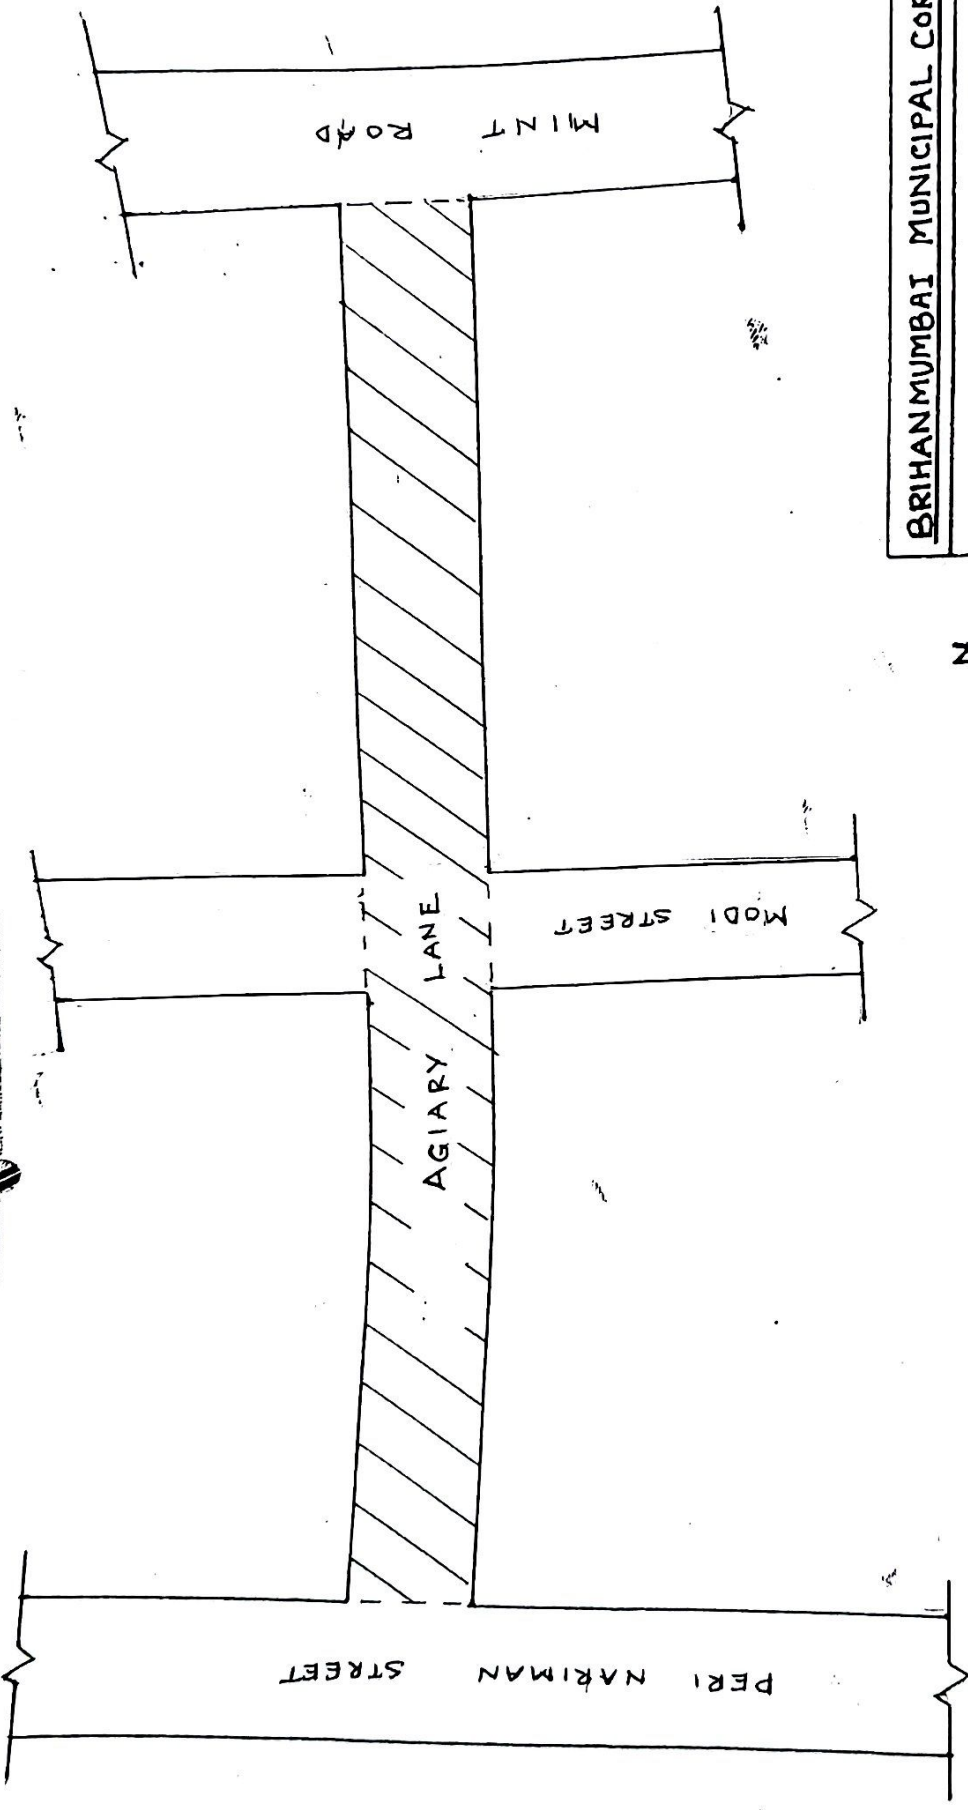 MINT ROAD
BRIHANMUMBAI MUNICIPAL COR
N
MODI STREET
AGIARY LANE
PERI NARIMAN STREET